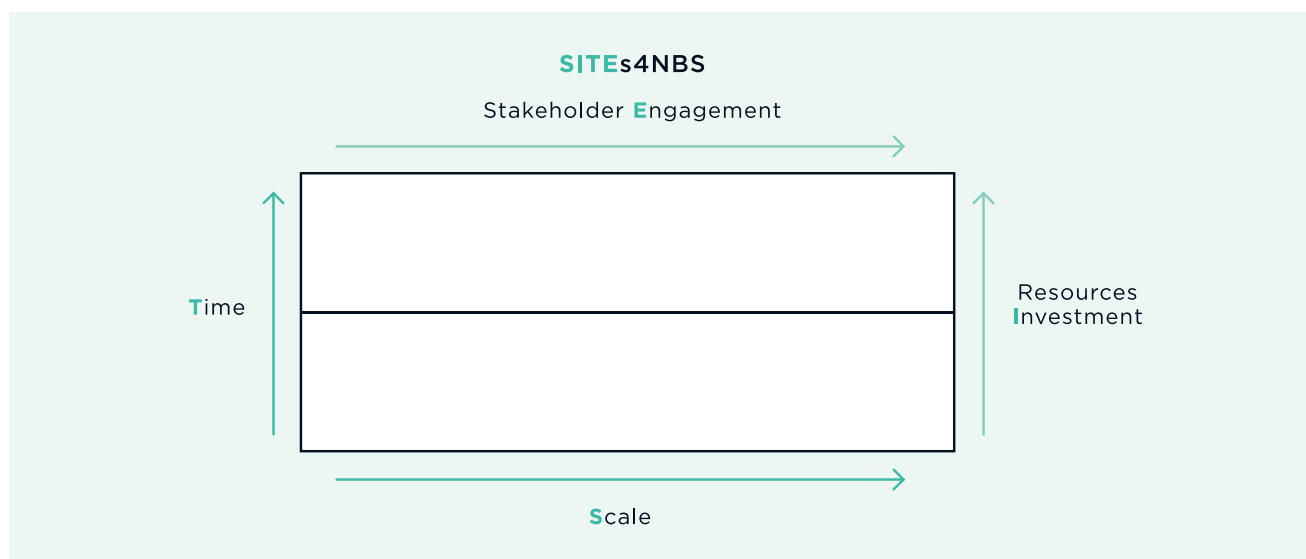 SITEs4NBS
Stakeholder Engagement
Time
Resources
Investment
Scale